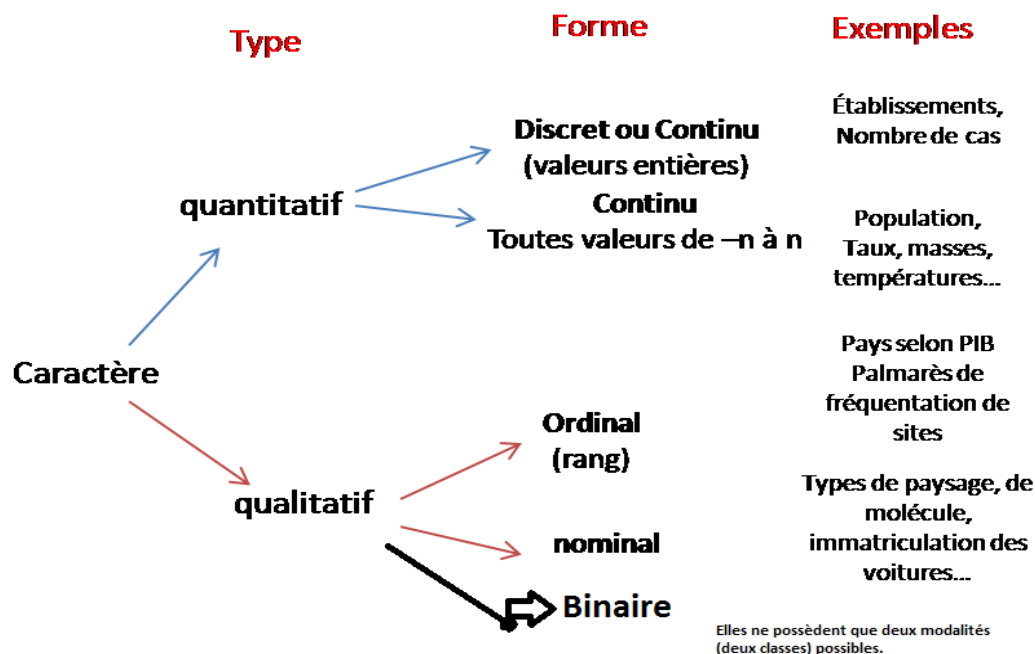 Type
Forme
Exemples
Caractère
quantitatif
Discret ou Continu
(valeurs entières)
Établissements,
Nombre de cas
Continu
Toutes valeurs de –n à n
Population,
Taux, masses,
températures...
qualitatif
Ordinal
(rang)
Pays selon PIB
Palmarès de
fréquentation de
sites
nominal
Types de paysage, de
molécule,
immatriculation des
voitures...
Binaire
Elles ne possèdent que deux modalités
(deux classes) possibles.